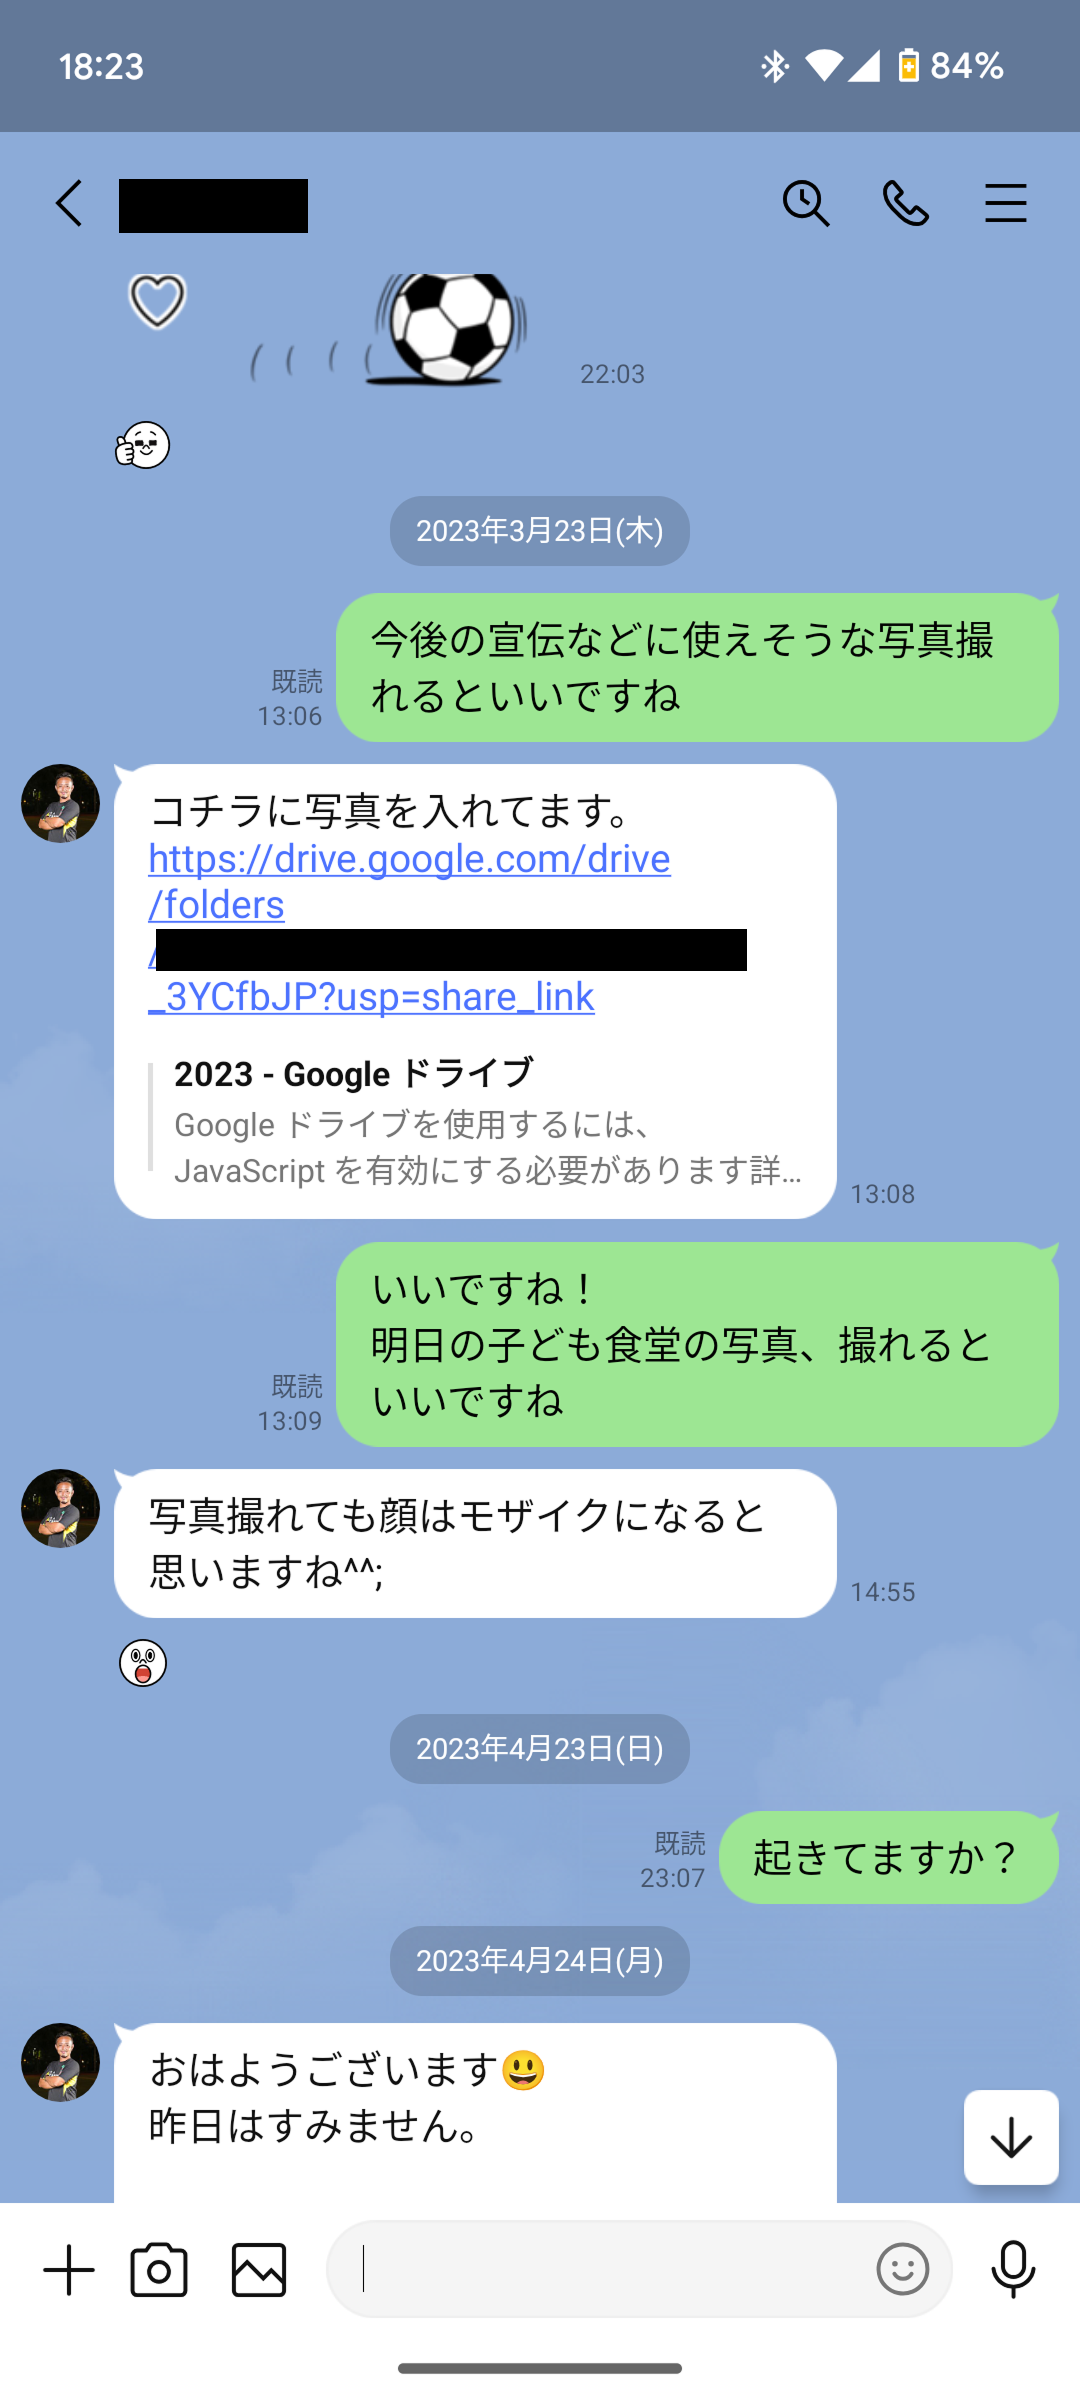 18:23
84%
22:03
2023年3月23日(木)
今後の宣伝などに使えそうな写真撮
れるといいですね
既読
13:06
コチラに写真を入れてます。
https://drive.google.com/drive
/folders
/
_3YCfbJP?usp=share_link
2023 - Google ドライブ
Google ドライブを使用するには、
JavaScript を有効にする必要があります詳...
13:08
いいですね！
明日の子ども食堂の写真、撮れると
いいですね
既読
13:09
写真撮れても顔はモザイクになると
思いますね^^;
14:55
2023年4月23日(日)
起きてますか？
既読
23:07
2023年4月24日(月)
おはようございます😃
昨日はすみません。